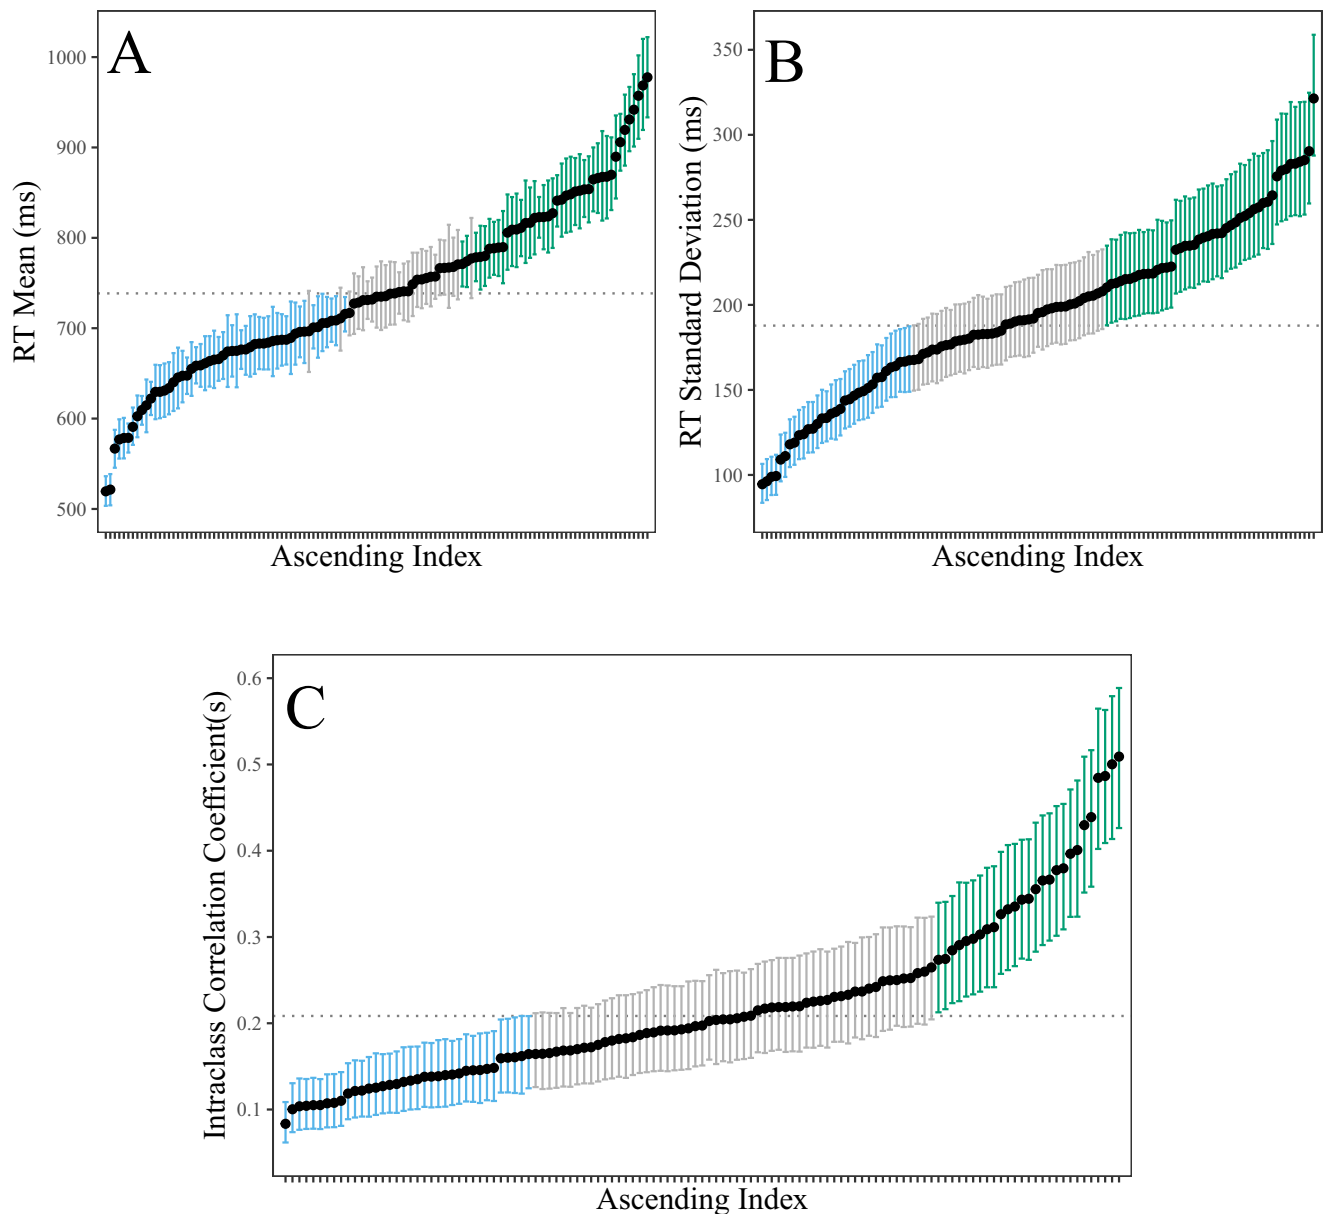 A
RT Mean (ms)
1000
900
800
700
600
500
Ascending Index
B
RT Standard Deviation (ms)
350
300
250
200
150
100
Ascending Index
C
Intraclass Correlation Coefficient(s)
0.6
0.5
0.4
0.3
0.2
0.1
Ascending Index